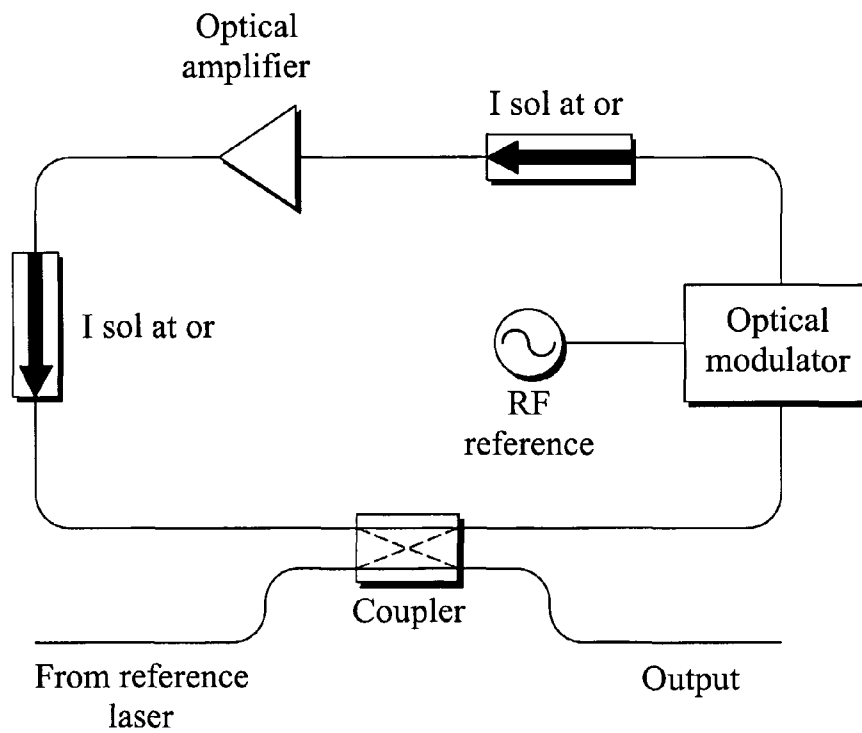 Optical
amplifier
I sol at or
I sol at or
Optical
modulator
RF
reference
Coupler
From reference
laser
Output